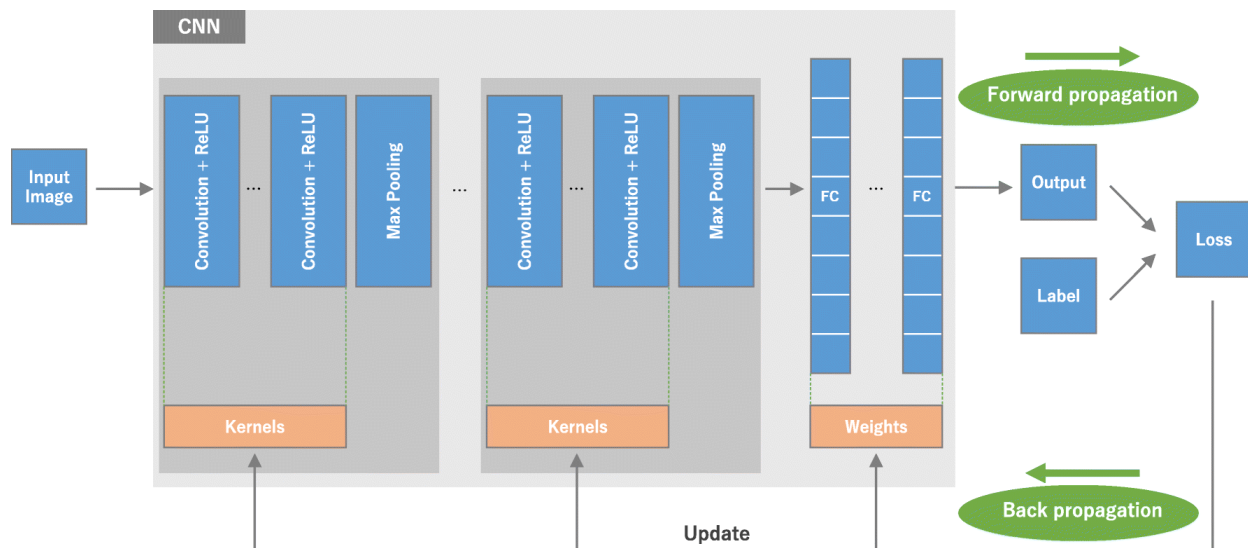 CNN
Forward propagation
Input
Image
Convolution + ReLU
...
Convolution + ReLU
Max Pooling
...
Convolution + ReLU
...
Convolution + ReLU
Max Pooling
FC
...
FC
Output
Label
Loss
Kernels
Kernels
Weights
Back propagation
Update